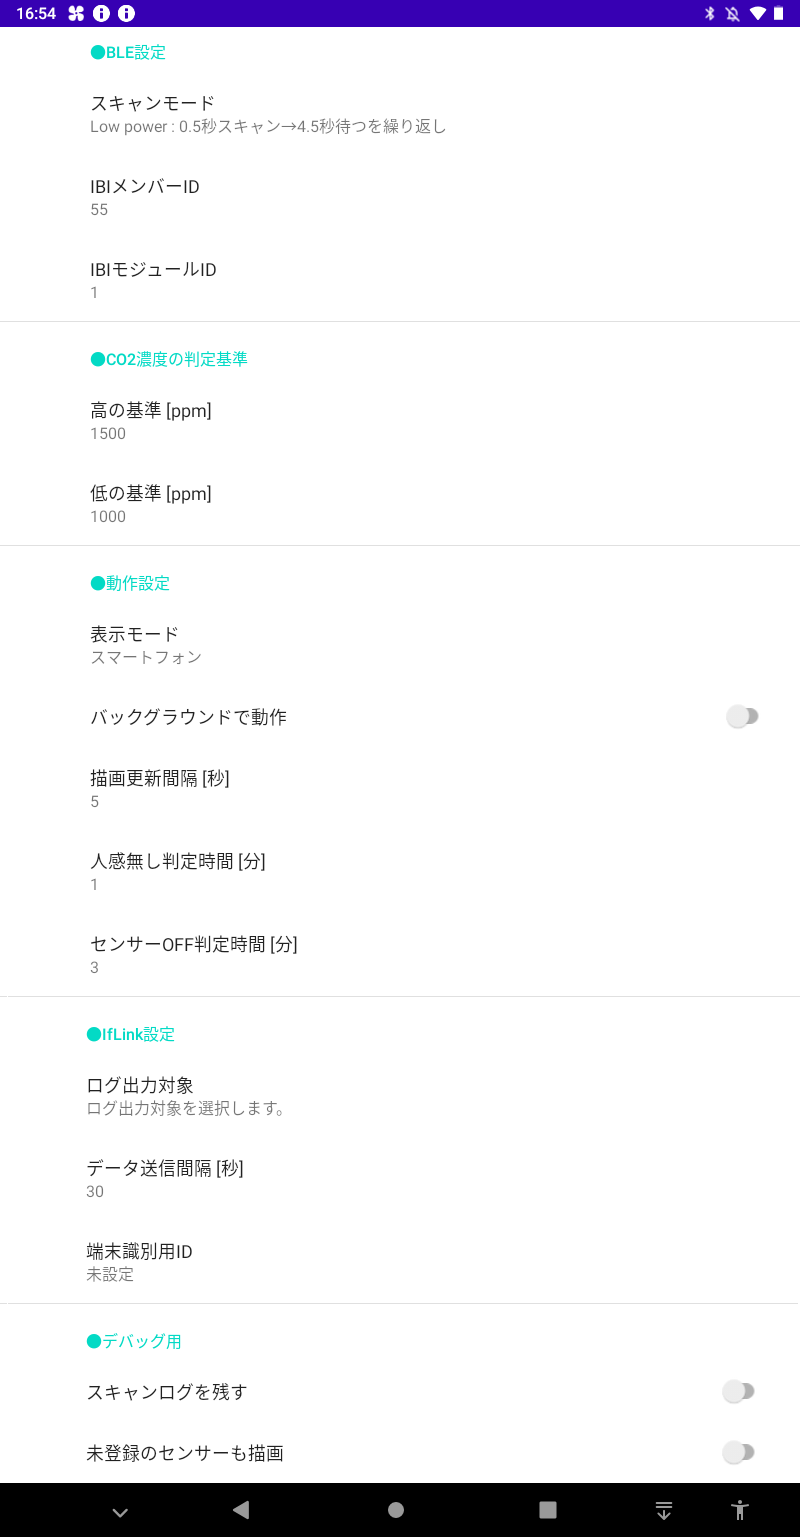 16:54
●BLE設定
スキャンモード
Low power : 0.5秒スキャン→4.5秒待つを繰り返し
IBIメンバーID
55
IBIモジュールID
1
●CO2濃度の判定基準
高の基準 [ppm]
1500
低の基準 [ppm]
1000
●動作設定
表示モード
スマートフォン
バックグラウンドで動作
描画更新間隔 [秒]
5
人感無し判定時間 [分]
1
センサーOFF判定時間 [分]
3
●IfLink設定
ログ出力対象
ログ出力対象を選択します。
データ送信間隔 [秒]
30
端末識別用ID
未設定
●デバッグ用
スキャンログを残す
未登録のセンサーも描画